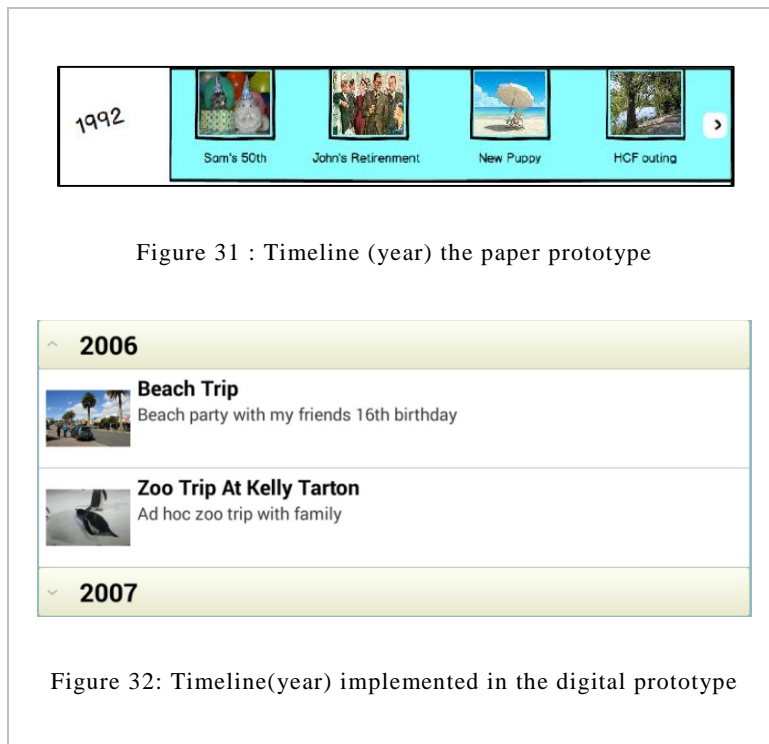 1992
Sam's 50th John's Retirenment New Puppy HCF outing
Figure 31 : Timeline (year) the paper prototype
2006
Beach Trip
Beach party with my friends 16th birthday
Zoo Trip At Kelly Tarton
Ad hoc zoo trip with family
2007
Figure 32: Timeline(year) implemented in the digital prototype